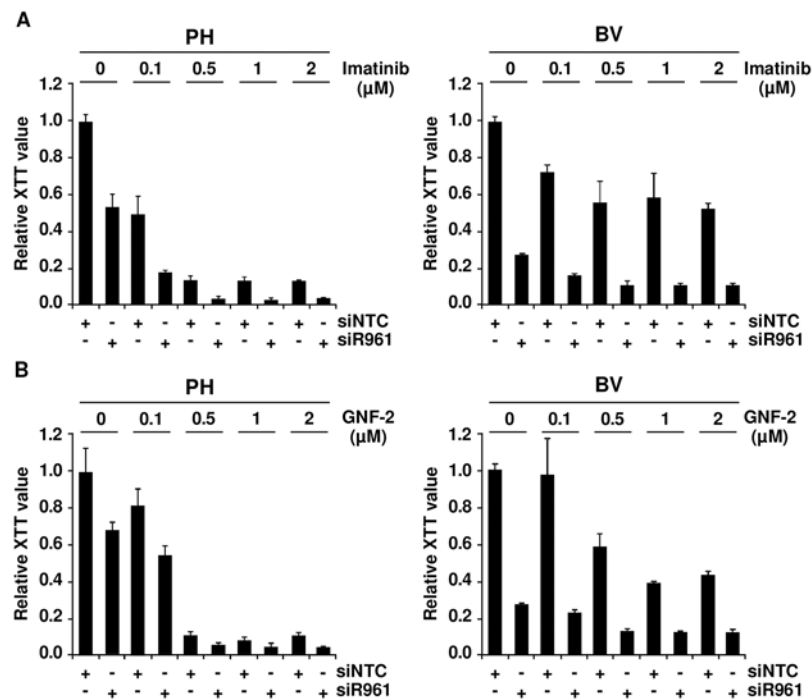 A
PH
0 0.1 0.5 1 2 Imatinib
(µM)
Relative XTT value
1.2
1.0
0.8
0.6
0.4
0.2
0.0
+ - + - + - + - + - siNTC
- + - + - + - + - + siR961
BV
0 0.1 0.5 1 2 Imatinib
(µM)
Relative XTT value
1.2
1.0
0.8
0.6
0.4
0.2
0.0
+ - + - + - + - + - siNTC
- + - + - + - + - + siR961
B
PH
0 0.1 0.5 1 2 GNF-2
(µM)
Relative XTT value
1.2
1.0
0.8
0.6
0.4
0.2
0.0
+ - + - + - + - + - siNTC
- + - + - + - + - + siR961
BV
0 0.1 0.5 1 2 GNF-2
(µM)
Relative XTT value
1.2
1.0
0.8
0.6
0.4
0.2
0.0
+ - + - + - + - + - siNTC
- + - + - + - + - + siR961